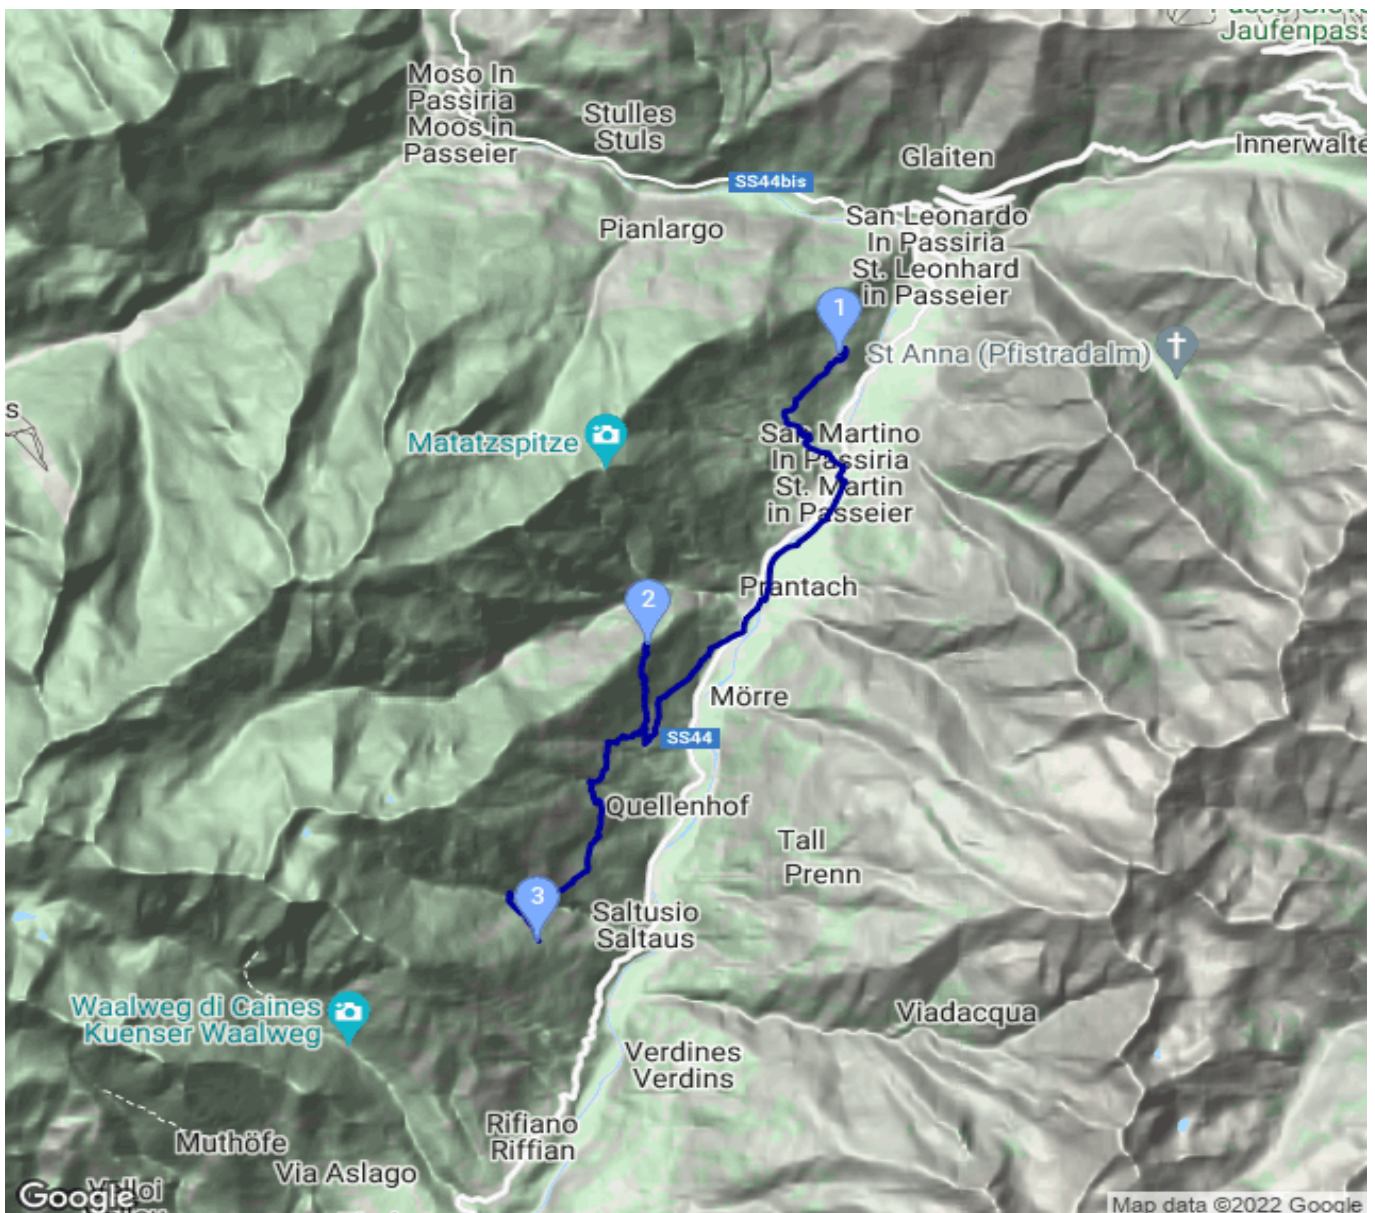 Jaufenpass
Moso In
Passiria
Moos in
Passeier
Stulles
Stuls
Glaiten
Innerwalte
SS44bis
San Leonardo
In Passiria
St. Leonhard
in Passeier
Pianlargo
1
St Anna (Pfistradalm)
s
Matatzspitze
San Martino
In Passiria
St. Martin
in Passeier
2
Prantach
Mörre
SS44
Quellenhof
Tall
Prenn
3
Saltusio
Saltaus
Waalweg di Caines
Kuenser Waalweg
Viadacqua
Verdines
Verdins
Rifiano
Riffian
Muthöfe
Via Aslago
Google
Map data ©2022 Google